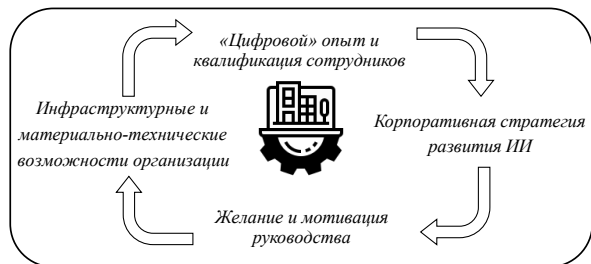 «Цифровой» опыт и
квалификация сотрудников
Инфраструктурные и
материально-технические
возможности организации
Корпоративная стратегия
развития ИИ
Желание и мотивация
руководства